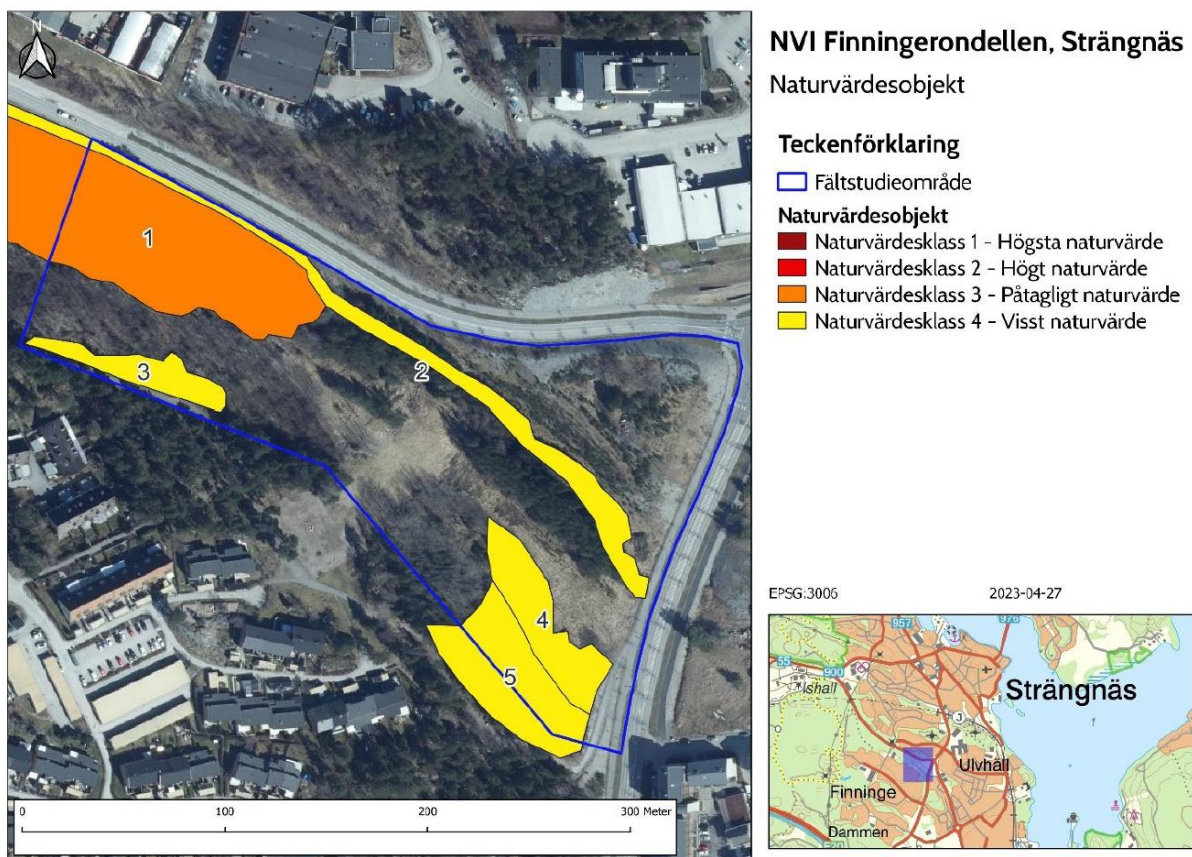 N
1
2
3
4
5
0 100 200 300 Meter
NVI Finningerondellen, Strängnäs
Naturvärdesobjekt
Teckenförklaring
Fältstudieområde
Naturvärdesobjekt
Naturvärdesklass 1 - Högsta naturvärde
Naturvärdesklass 2 - Högt naturvärde
Naturvärdesklass 3 - Påtagligt naturvärde
Naturvärdesklass 4 - Visst naturvärde
EPSG:3006 2023-04-27
957
976
55
900
Strängnäs
J
Ulvhäll
Finninge
Dammen
E20